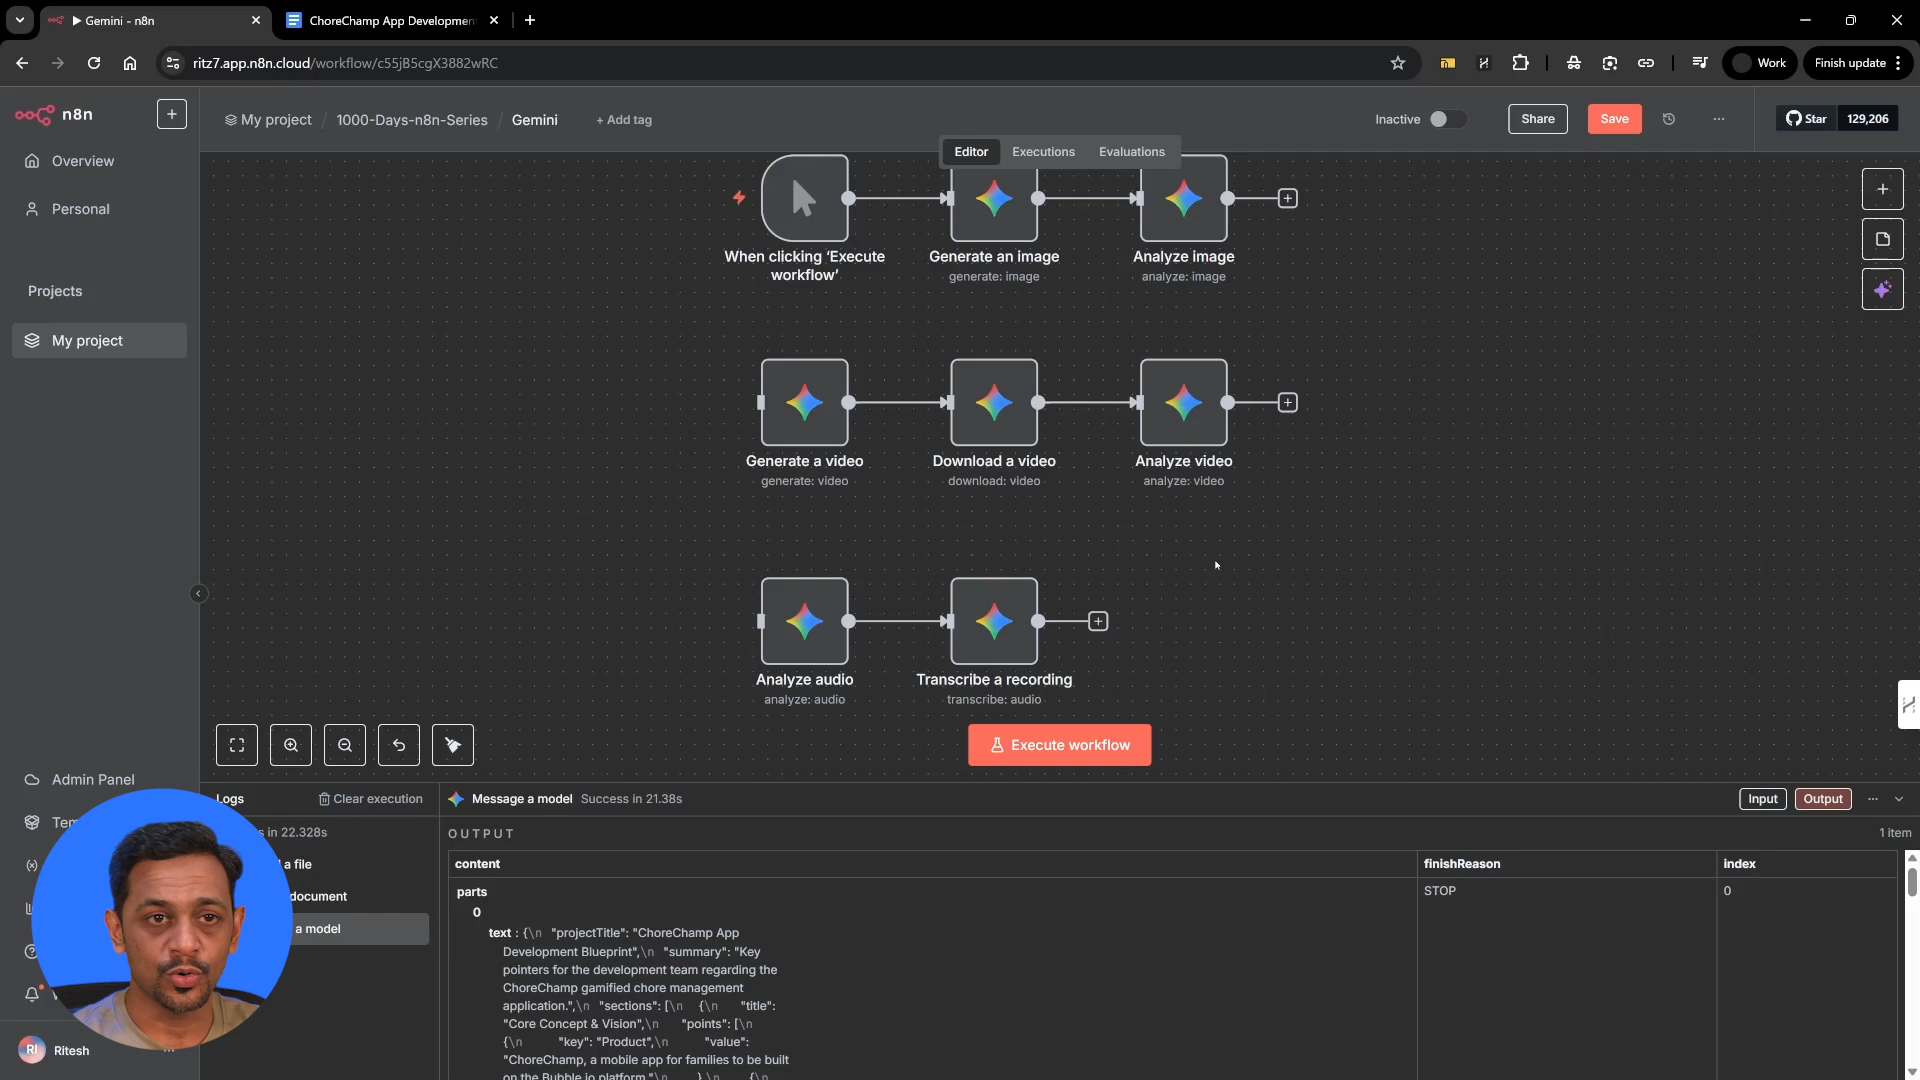 Gemini - n8n
ChoreChamp App Developmen
ritz7.app.n8n.cloud/workflow/c55jB5cgX3882wRC
Work
Finish update
n8n
My project / 1000-Days-n8n-Series / Gemini
+ Add tag
Inactive
Share
Save
Star
129,206
Editor
Executions
Evaluations
Overview
Personal
Projects
My project
When clicking ‘Execute workflow’
Generate an image
generate: image
Analyze image
analyze: image
Generate a video
generate: video
Download a video
download: video
Analyze video
analyze: video
Analyze audio
analyze: audio
Transcribe a recording
transcribe: audio
Execute workflow
Admin Panel
Logs
Clear execution
Message a model
Success in 21.38s
Input
Output
in 22.328s
OUTPUT
1 item
a file
document
a model
content
finishReason
index
parts
STOP
0
0
text : {\n "projectTitle": "ChoreChamp App
Development Blueprint",\n "summary": "Key
pointers for the development team regarding the
ChoreChamp gamified chore management
application.",\n "sections": [\n {\n "title":
"Core Concept & Vision",\n "points": [\n
{\n "key": "Product",\n "value":
"ChoreChamp, a mobile app for families to be built
on the Bubble.io platform."\n },\n {\n
RI
Ritesh